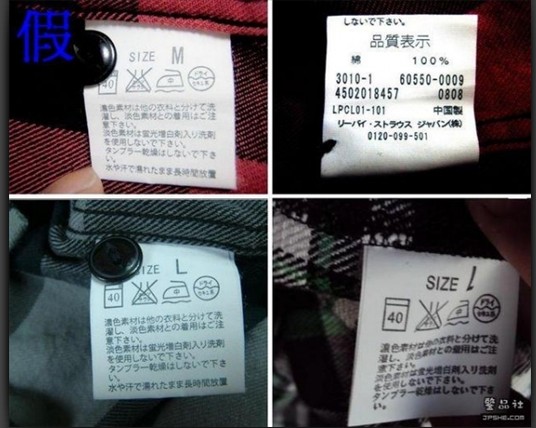 假
SIZE M
40
ドライ
濃色素材は他の衣料と分けて洗
濯し、淡色素材との着用はご注
意下さい。
淡色素材は蛍光増白剤入り洗剤
を使用しないで下さい。
タンブラー乾燥はしないで下さい。
水や汗で濡れたまま長時間放置
しないで下さい。
品質表示
綿 100%
3010-1 60550-0009
4502018457 0808
LPCL01-101 中国製
リーバイ・ストラウス ジャパン(株)
0120-099-501
SIZE L
40
中
ドライ
濃色素材は他の衣料と分けて洗
濯し、淡色素材との着用はご注
意下さい。
淡色素材は蛍光増白剤入り洗剤
を使用しないで下さい。
タンブラー乾燥はしないで下さい。
水や汗で濡れたまま長時間放置
SIZE L
40
中
ドライ
濃色素材は他の衣料と分けて洗
濯し、淡色素材との着用はご注
意下さい。
淡色素材は蛍光増白剤入り洗剤
を使用しないで下さい。
タンブラー乾燥はしないで下さい。
JPSHE.COM